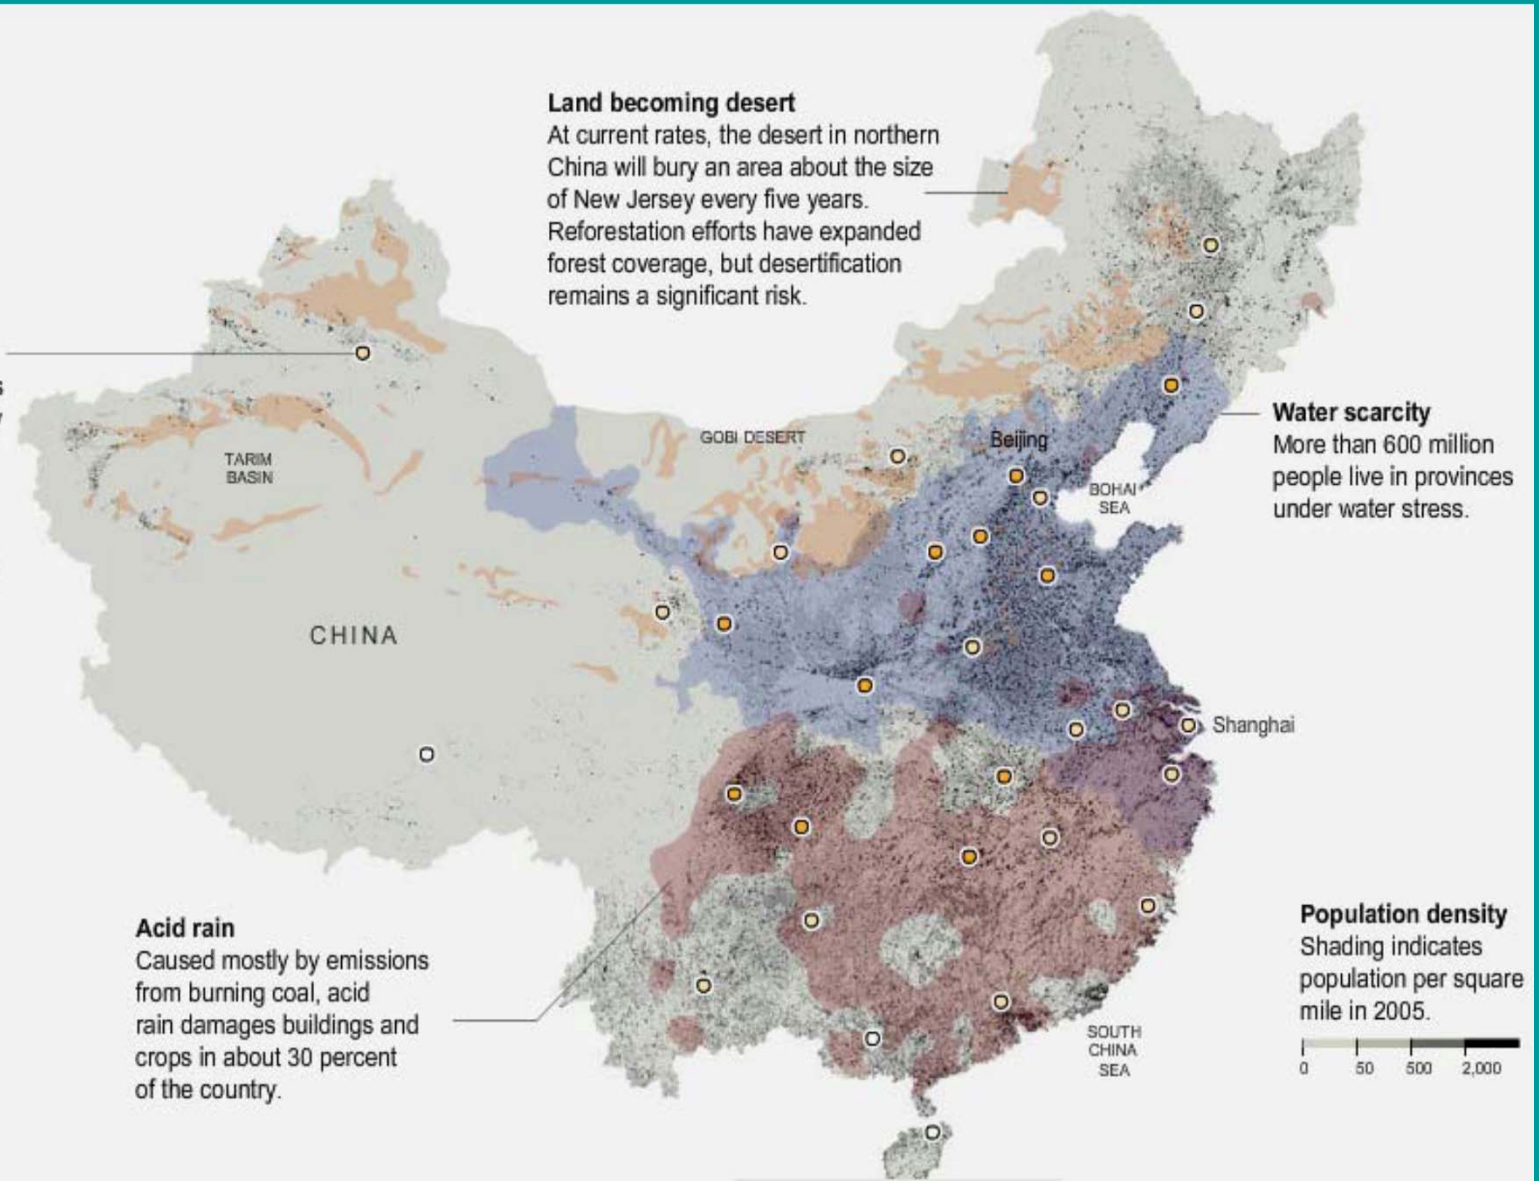 Land becoming desert
At current rates, the desert in northern
China will bury an area about the size
of New Jersey every five years.
Reforestation efforts have expanded
forest coverage, but desertification
remains a significant risk.
s
y
TARIM
BASIN
GOBI DESERT
Beijing
BOHAI
SEA
Water scarcity
More than 600 million
people live in provinces
under water stress.
CHINA
Shanghai
Acid rain
Caused mostly by emissions
from burning coal, acid
rain damages buildings and
crops in about 30 percent
of the country.
SOUTH
CHINA
SEA
Population density
Shading indicates
population per square
mile in 2005.
0 50 500 2,000